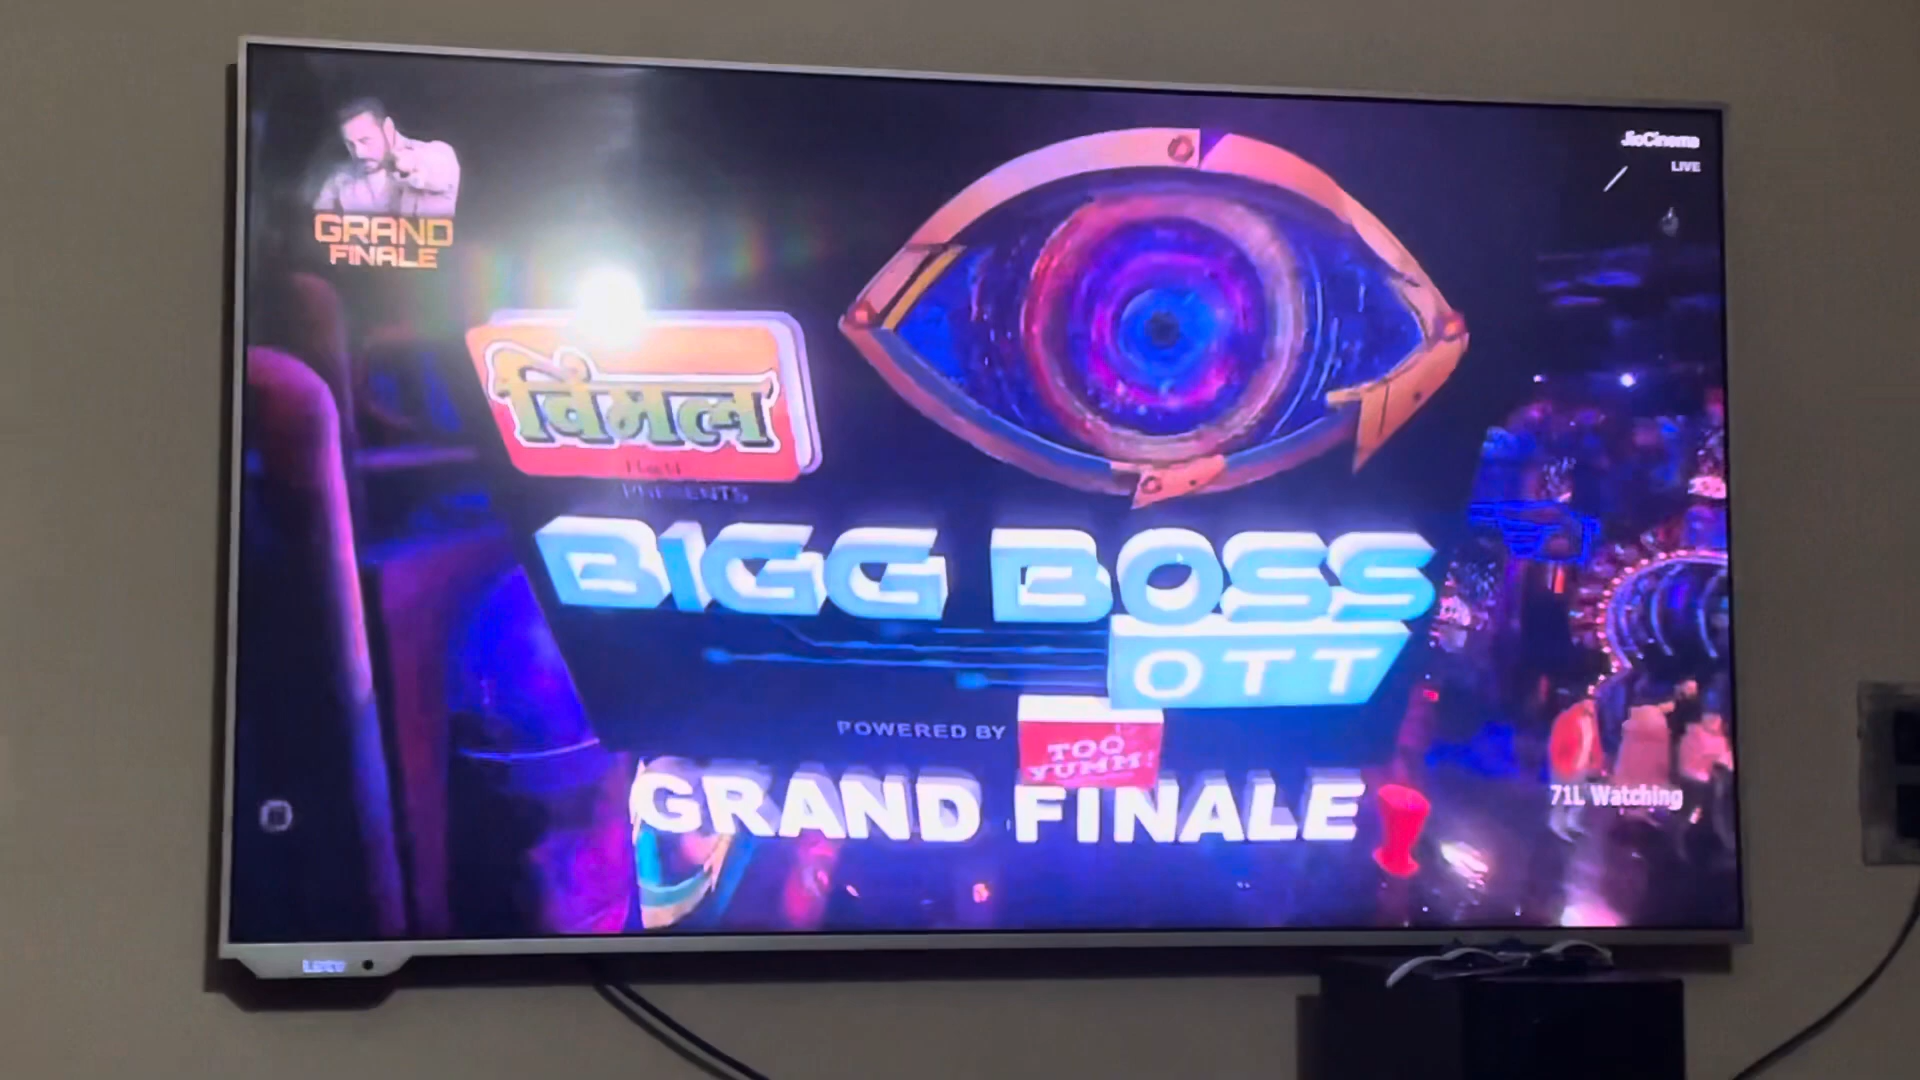 GRAND
FINALE
JioCinema
LIVE
विमल
PRESENTS
BIGG BOSS
OTT
POWERED BY
TOO
YUMM!
GRAND FINALE
71L Watching